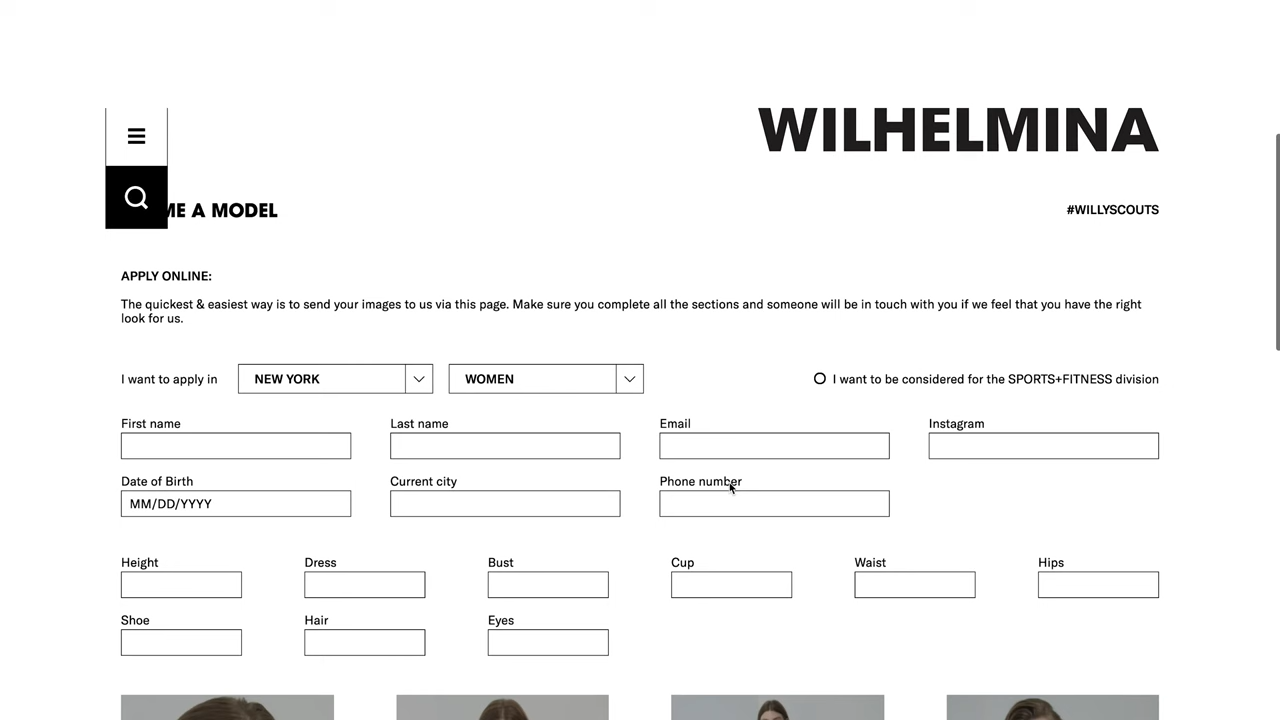 WILHELMINA
ME A MODEL
#WILLYSCOUTS
APPLY ONLINE:
The quickest & easiest way is to send your images to us via this page. Make sure you complete all the sections and someone will be in touch with you if we feel that you have the right
look for us.
I want to apply in NEW YORK WOMEN I want to be considered for the SPORTS+FITNESS division
First name Last name Email Instagram
Date of Birth Current city Phone number
MM/DD/YYYY
Height Dress Bust Cup Waist Hips
Shoe Hair Eyes